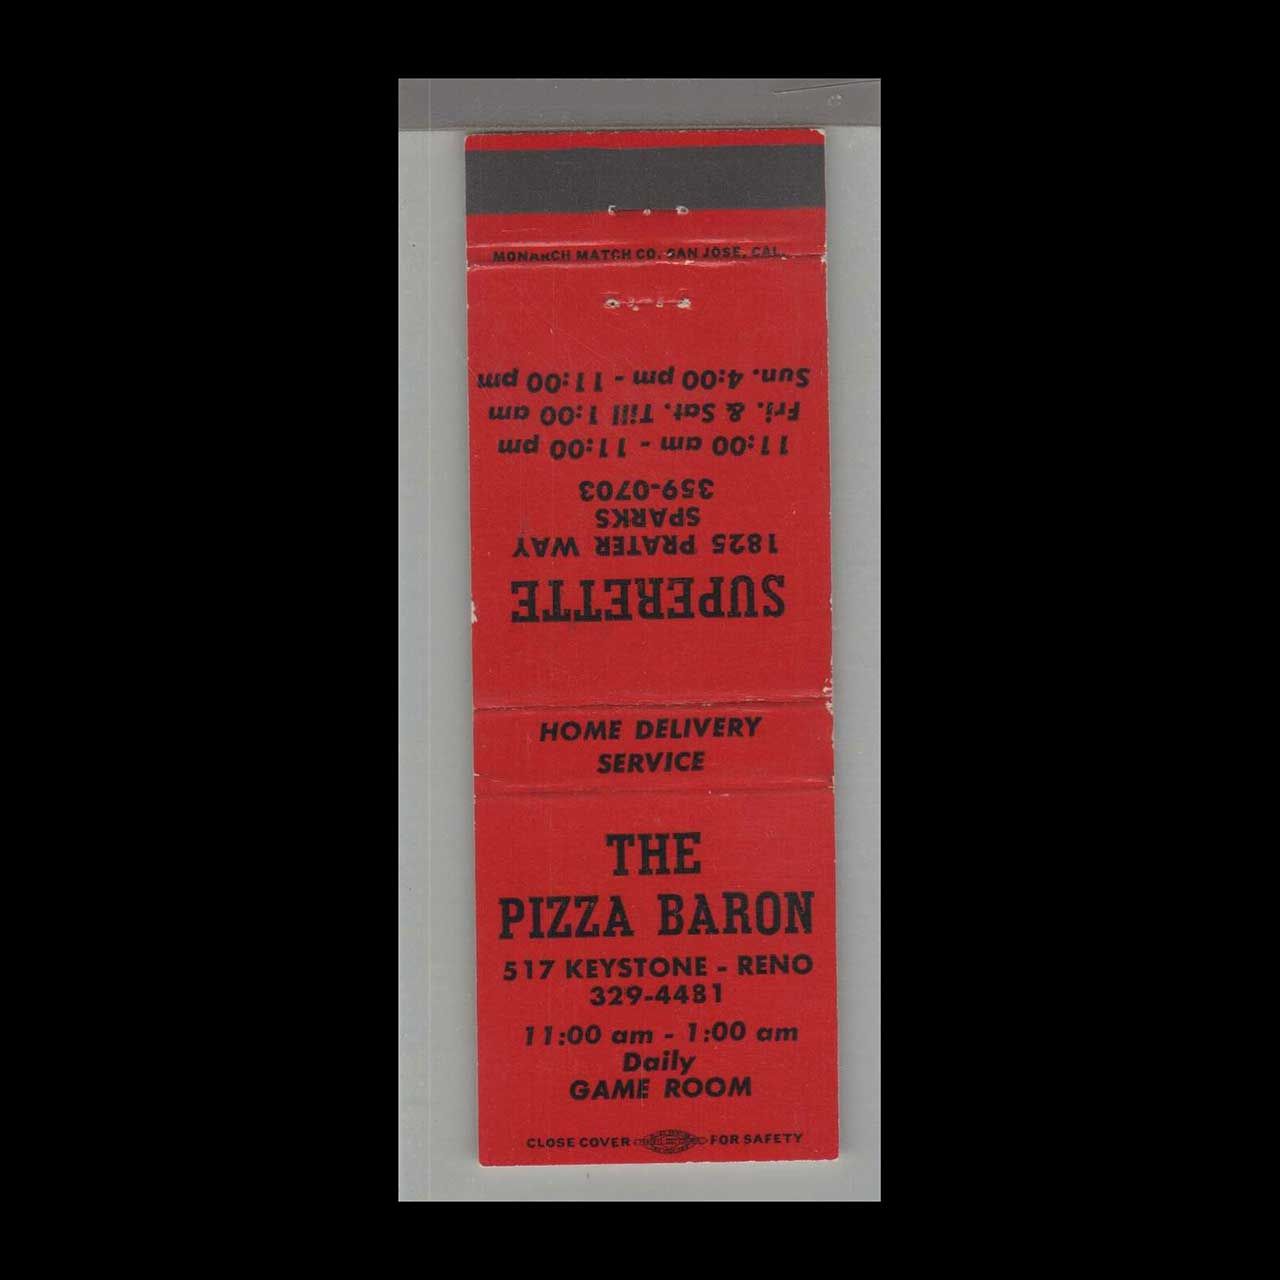 MONARCH MATCH CO. SAN JOSE, CAL.
SUPERETTE
1825 PRATER WAY
SPARKS
359-0703
11:00 am - 11:00 pm
Fri. & Sat. Till 1:00 am
Sun. 4:00 pm - 11:00 pm
HOME DELIVERY
SERVICE
THE
PIZZA BARON
517 KEYSTONE - RENO
329-4481
11:00 am - 1:00 am
Daily
GAME ROOM
CLOSE COVER FOR SAFETY